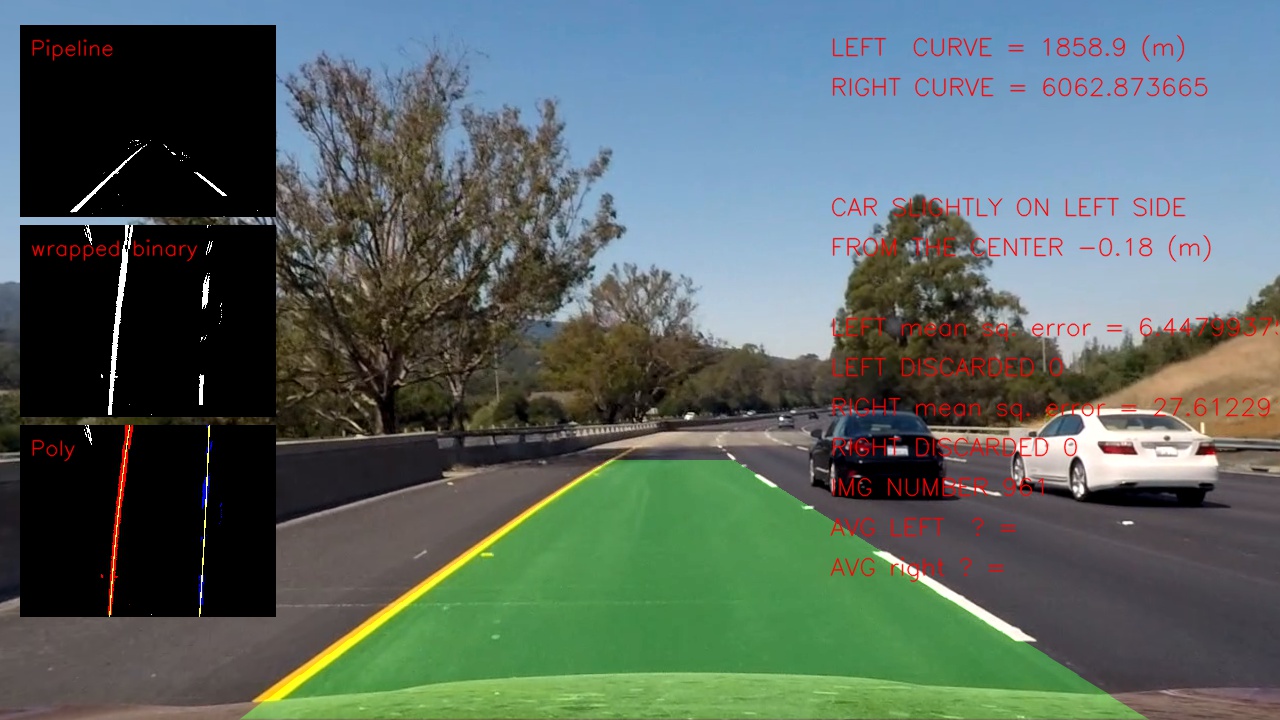 Pipeline
wrapped binary
Poly
LEFT CURVE = 1858.9 (m)
RIGHT CURVE = 6062.873665
CAR SLIGHTLY ON LEFT SIDE
FROM THE CENTER -0.18 (m)
LEFT mean sq. error = 6.4479937
LEFT DISCARDED 0
RIGHT mean sq. error = 27.61229
RIGHT DISCARDED 0
IMG NUMBER 961
AVG LEFT ? =
AVG right ? =